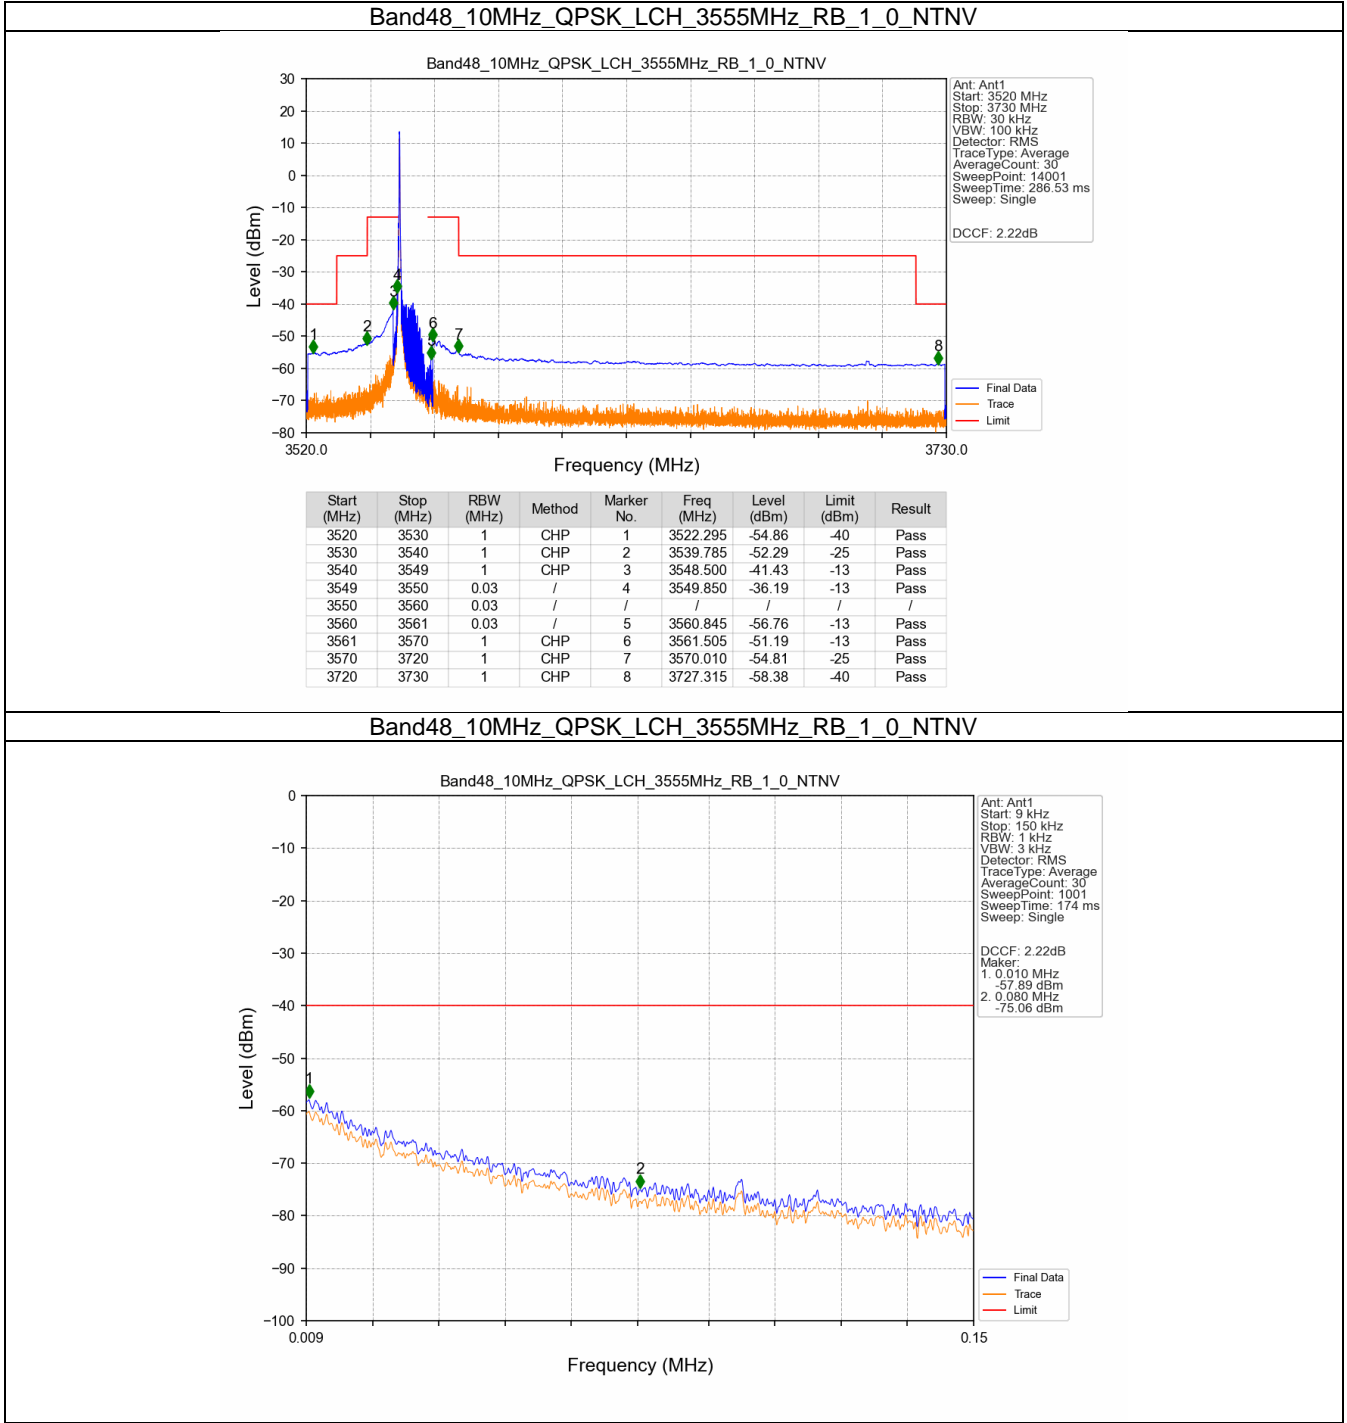 Band48_10MHz_QPSK_LCH_3555MHz_RB_1_0_NTNV
Band48_10MHz_QPSK_LCH_3555MHz_RB_1_0_NTNV
30
20
10
0
−10
−20
−30
−40
−50
−60
−70
−80
Level (dBm)
1
2
3
4
5
6
7
8
3520.0
3730.0
Frequency (MHz)
Ant: Ant1
Start: 3520 MHz
Stop: 3730 MHz
RBW: 30 kHz
VBW: 100 kHz
Detector: RMS
TraceType: Average
AverageCount: 30
SweepPoint: 14001
SweepTime: 286.53 ms
Sweep: Single
DCCF: 2.22dB
Final Data
Trace
Limit
Start (MHz) Stop (MHz) RBW (MHz) Method Marker No. Freq (MHz) Level (dBm) Limit (dBm) Result
3520 3530 1 CHP 1 3522.295 -54.86 -40 Pass
3530 3540 1 CHP 2 3539.785 -52.29 -25 Pass
3540 3549 1 CHP 3 3548.500 -41.43 -13 Pass
3549 3550 0.03 / 4 3549.850 -36.19 -13 Pass
3550 3560 0.03 / / / / / /
3560 3561 0.03 / 5 3560.845 -56.76 -13 Pass
3561 3570 1 CHP 6 3561.505 -51.19 -13 Pass
3570 3720 1 CHP 7 3570.010 -54.81 -25 Pass
3720 3730 1 CHP 8 3727.315 -58.38 -40 Pass
Band48_10MHz_QPSK_LCH_3555MHz_RB_1_0_NTNV
Band48_10MHz_QPSK_LCH_3555MHz_RB_1_0_NTNV
0
−10
−20
−30
−40
−50
−60
−70
−80
−90
−100
Level (dBm)
1
2
0.009
0.15
Frequency (MHz)
Ant: Ant1
Start: 9 kHz
Stop: 150 kHz
RBW: 1 kHz
VBW: 3 kHz
Detector: RMS
TraceType: Average
AverageCount: 30
SweepPoint: 1001
SweepTime: 174 ms
Sweep: Single
DCCF: 2.22dB
Maker:
1. 0.010 MHz
-57.89 dBm
2. 0.080 MHz
-75.06 dBm
Final Data
Trace
Limit